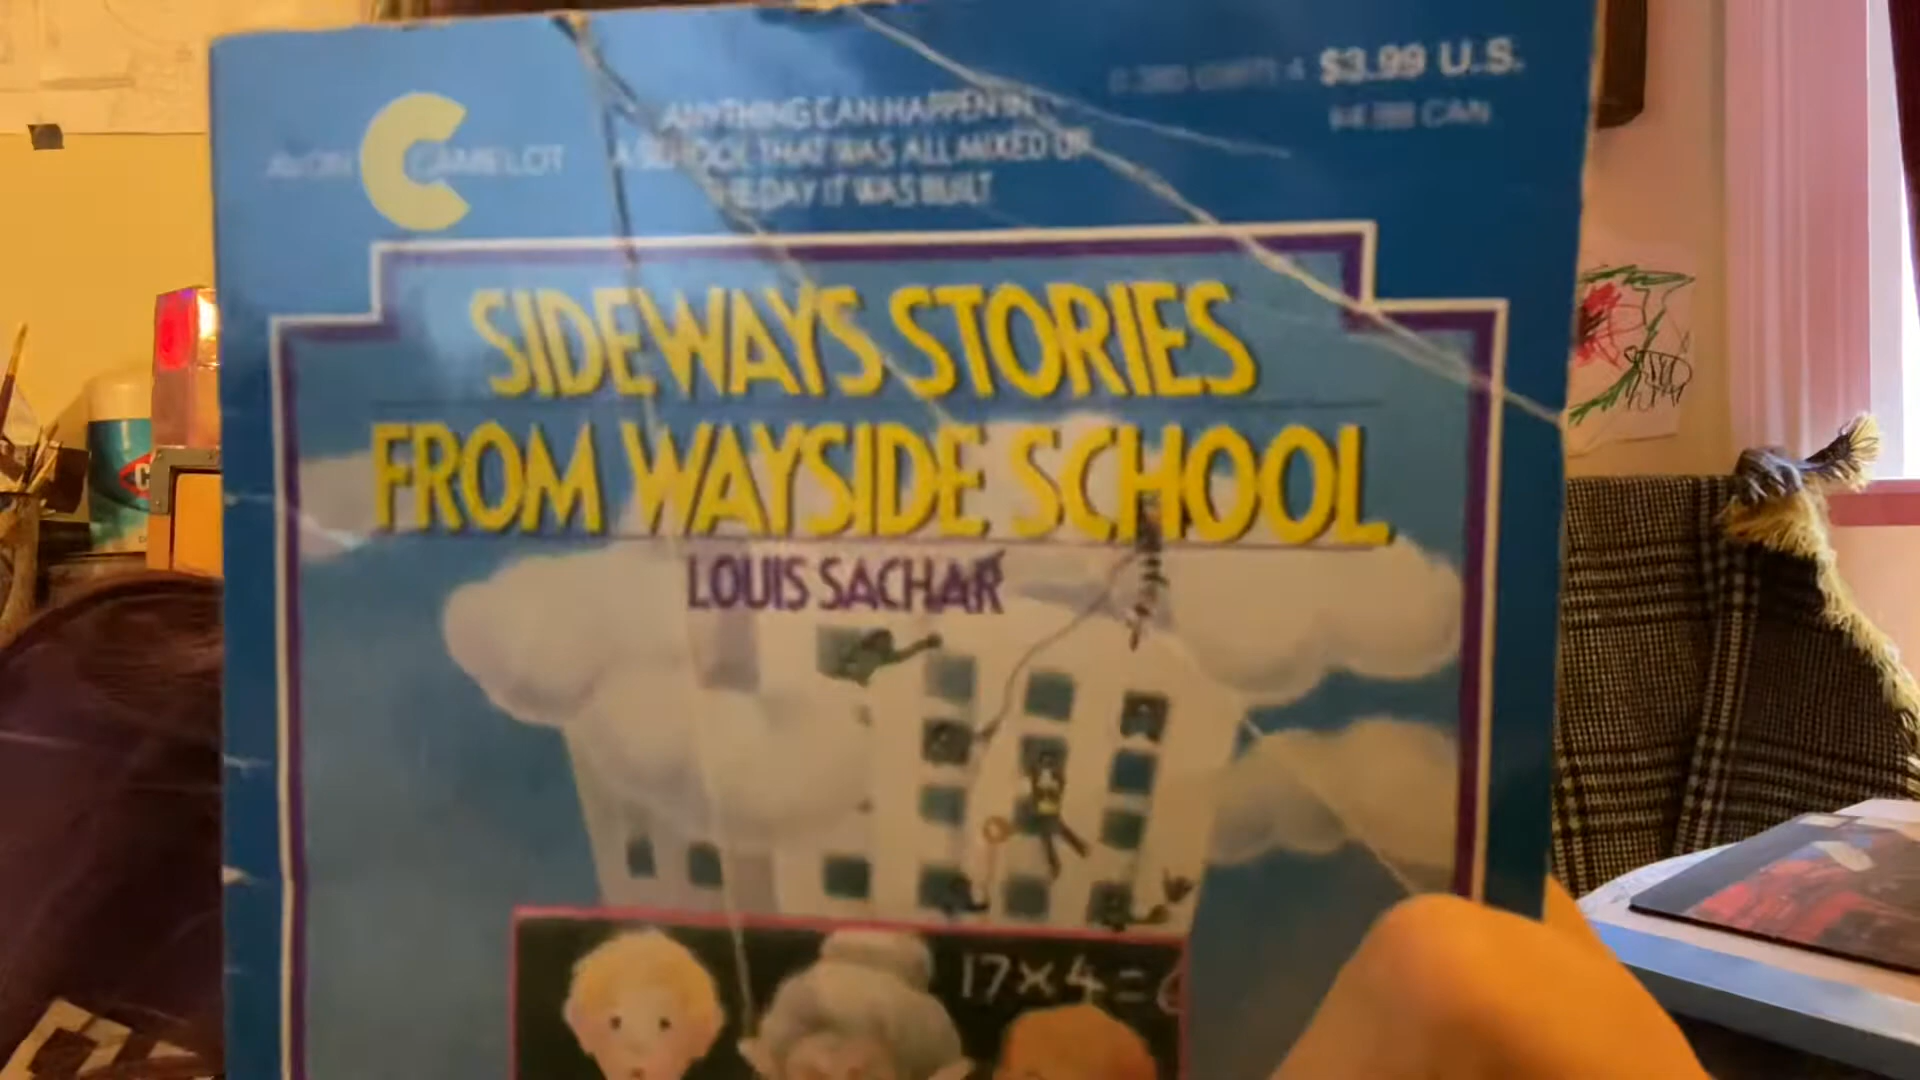 $3.99 U.S.
CAN
AVON CAMELOT
ANYTHING CAN HAPPEN IN
A SCHOOL THAT WAS ALL MIXED UP
THE DAY IT WAS BUILT
SIDEWAYS STORIES
FROM WAYSIDE SCHOOL
LOUIS SACHAR
17×4=